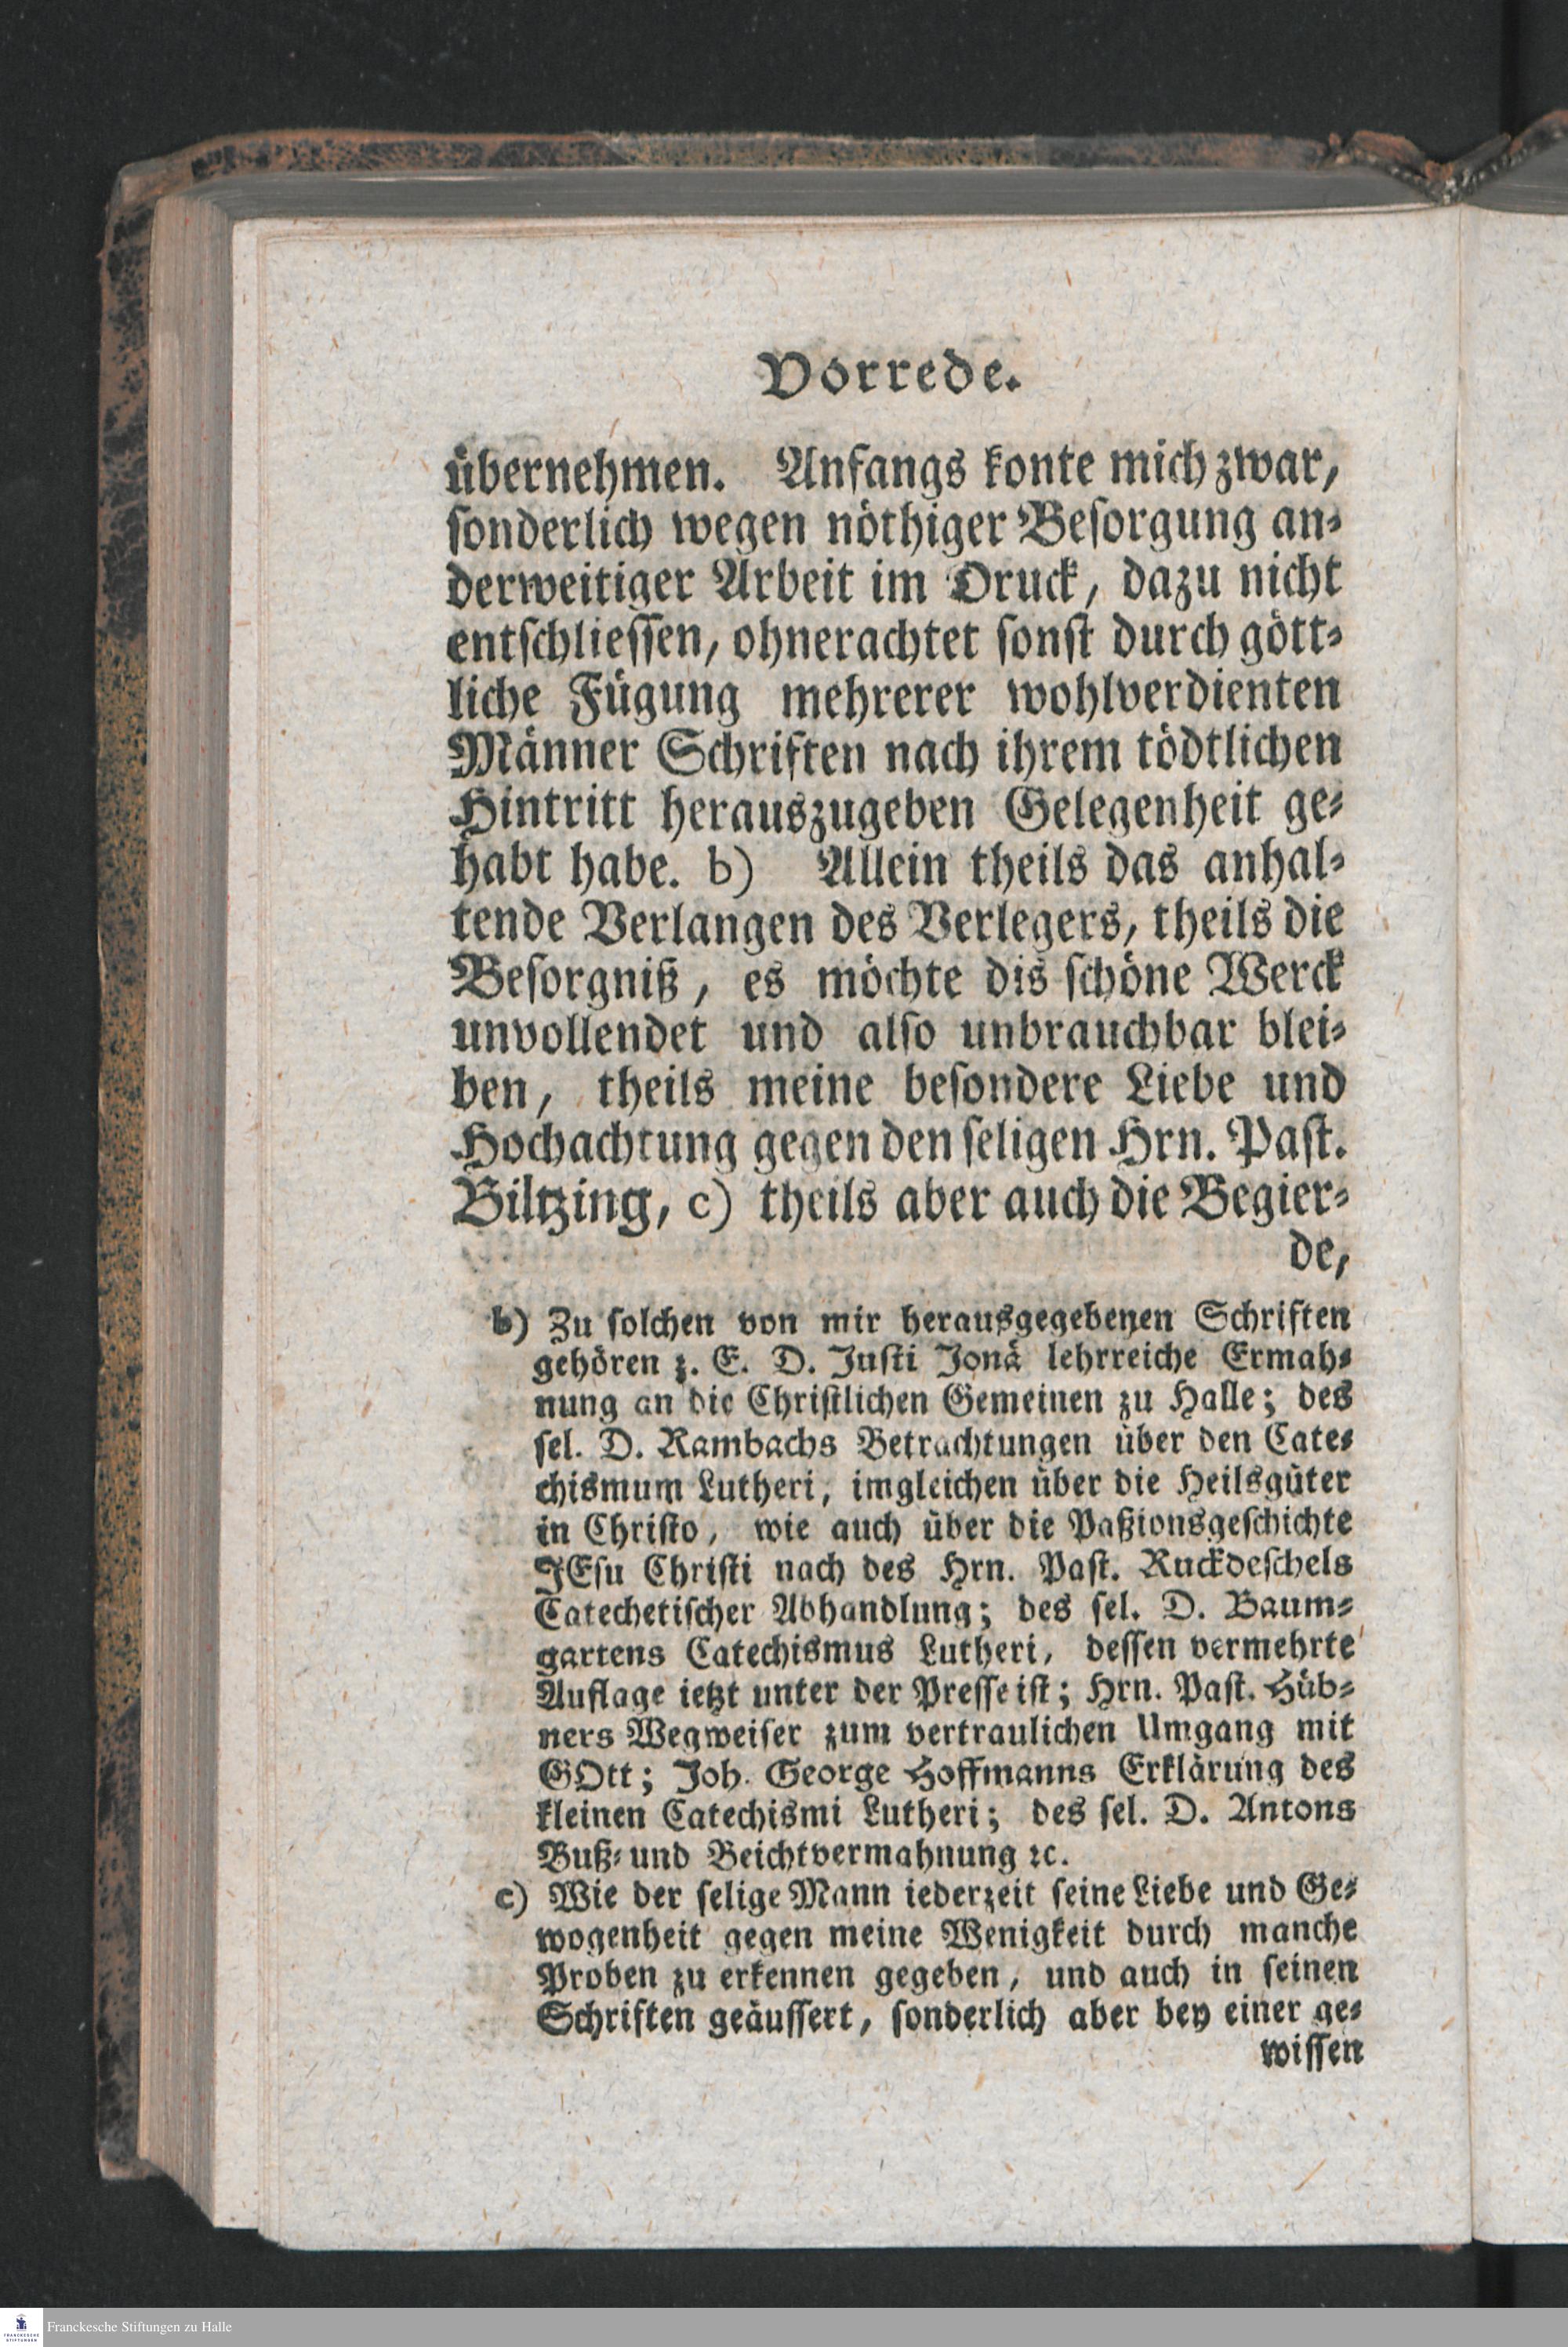 Vorrede.
übernehmen. Anfangs konte mich zwar,
sonderlich wegen nöthiger Besorgung an-
derweitiger Arbeit im Druck, dazu nicht
entschliessen, ohnerachtet sonst durch gött-
liche Fügung mehrerer wohlverdienten
Männer Schriften nach ihrem tödtlichen
Hintritt herauszugeben Gelegenheit ge-
habt habe. b) Allein theils das anhal-
tende Verlangen des Verlegers, theils die
Besorgniß, es möchte dis schöne Werck
unvollendet und also unbrauchbar blei-
ben, theils meine besondere Liebe und
Hochachtung gegen den seligen Hrn. Past.
Biltzing, c) theils aber auch die Begier-
de,
b) Zu solchen von mir herausgegebenen Schriften
gehören z. E. D. Justi Jonä lehrreiche Ermah-
nung an die Christlichen Gemeinen zu Halle; des
sel. D. Rambachs Betrachtungen über den Cate-
chismum Lutheri, imgleichen über die Heilsgüter
in Christo, wie auch über die Paßionsgeschichte
JEsu Christi nach des Hrn. Past. Ruckdeschels
Catechetischer Abhandlung; des sel. D. Baum-
gartens Catechismus Lutheri, dessen vermehrte
Auflage ietzt unter der Presse ist; Hrn. Past. Hüb-
ners Wegweiser zum vertraulichen Umgang mit
GOtt; Joh. George Hoffmanns Erklärung des
kleinen Catechismi Lutheri; des sel. D. Antons
Buß- und Beichtvermahnung ꝛc.
c) Wie der selige Mann iederzeit seine Liebe und Ge-
wogenheit gegen meine Wenigkeit durch manche
Proben zu erkennen gegeben, und auch in seinen
Schriften geäussert, sonderlich aber bey einer ge-
wissen
FRANCKESCHE
STIFTUNGEN
Franckesche Stiftungen zu Halle